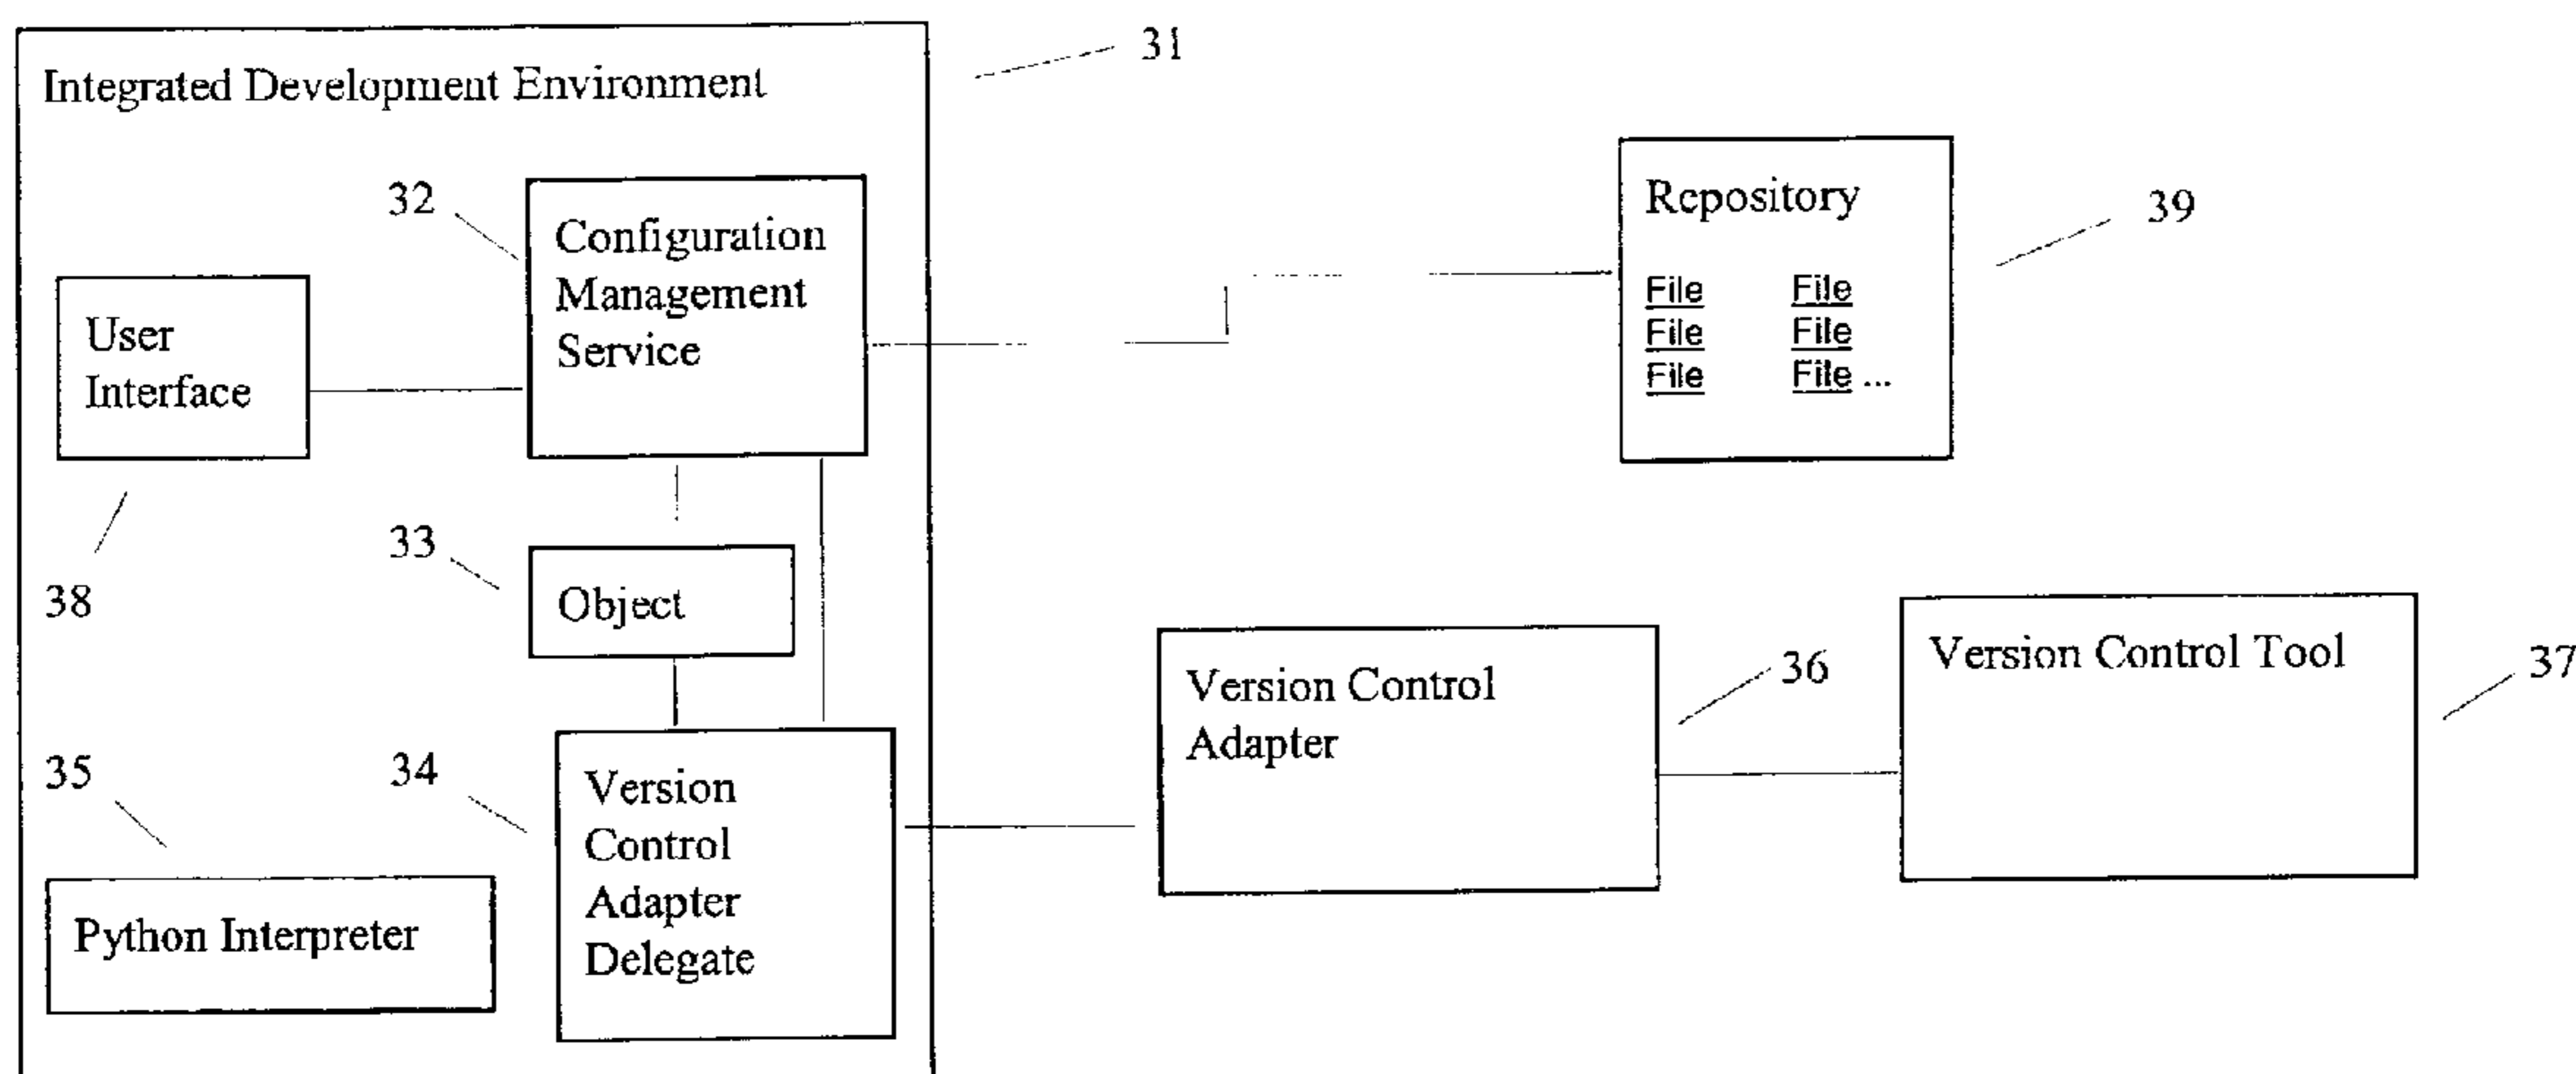 31
Integrated Development Environment
32
Configuration
Management
Service
Repository
39
File File
File File
File File ...
User
Interface
38
33
Object
Version Control Tool
37
Version Control
Adapter
36
35
34
Version
Control
Adapter
Delegate
Python Interpreter